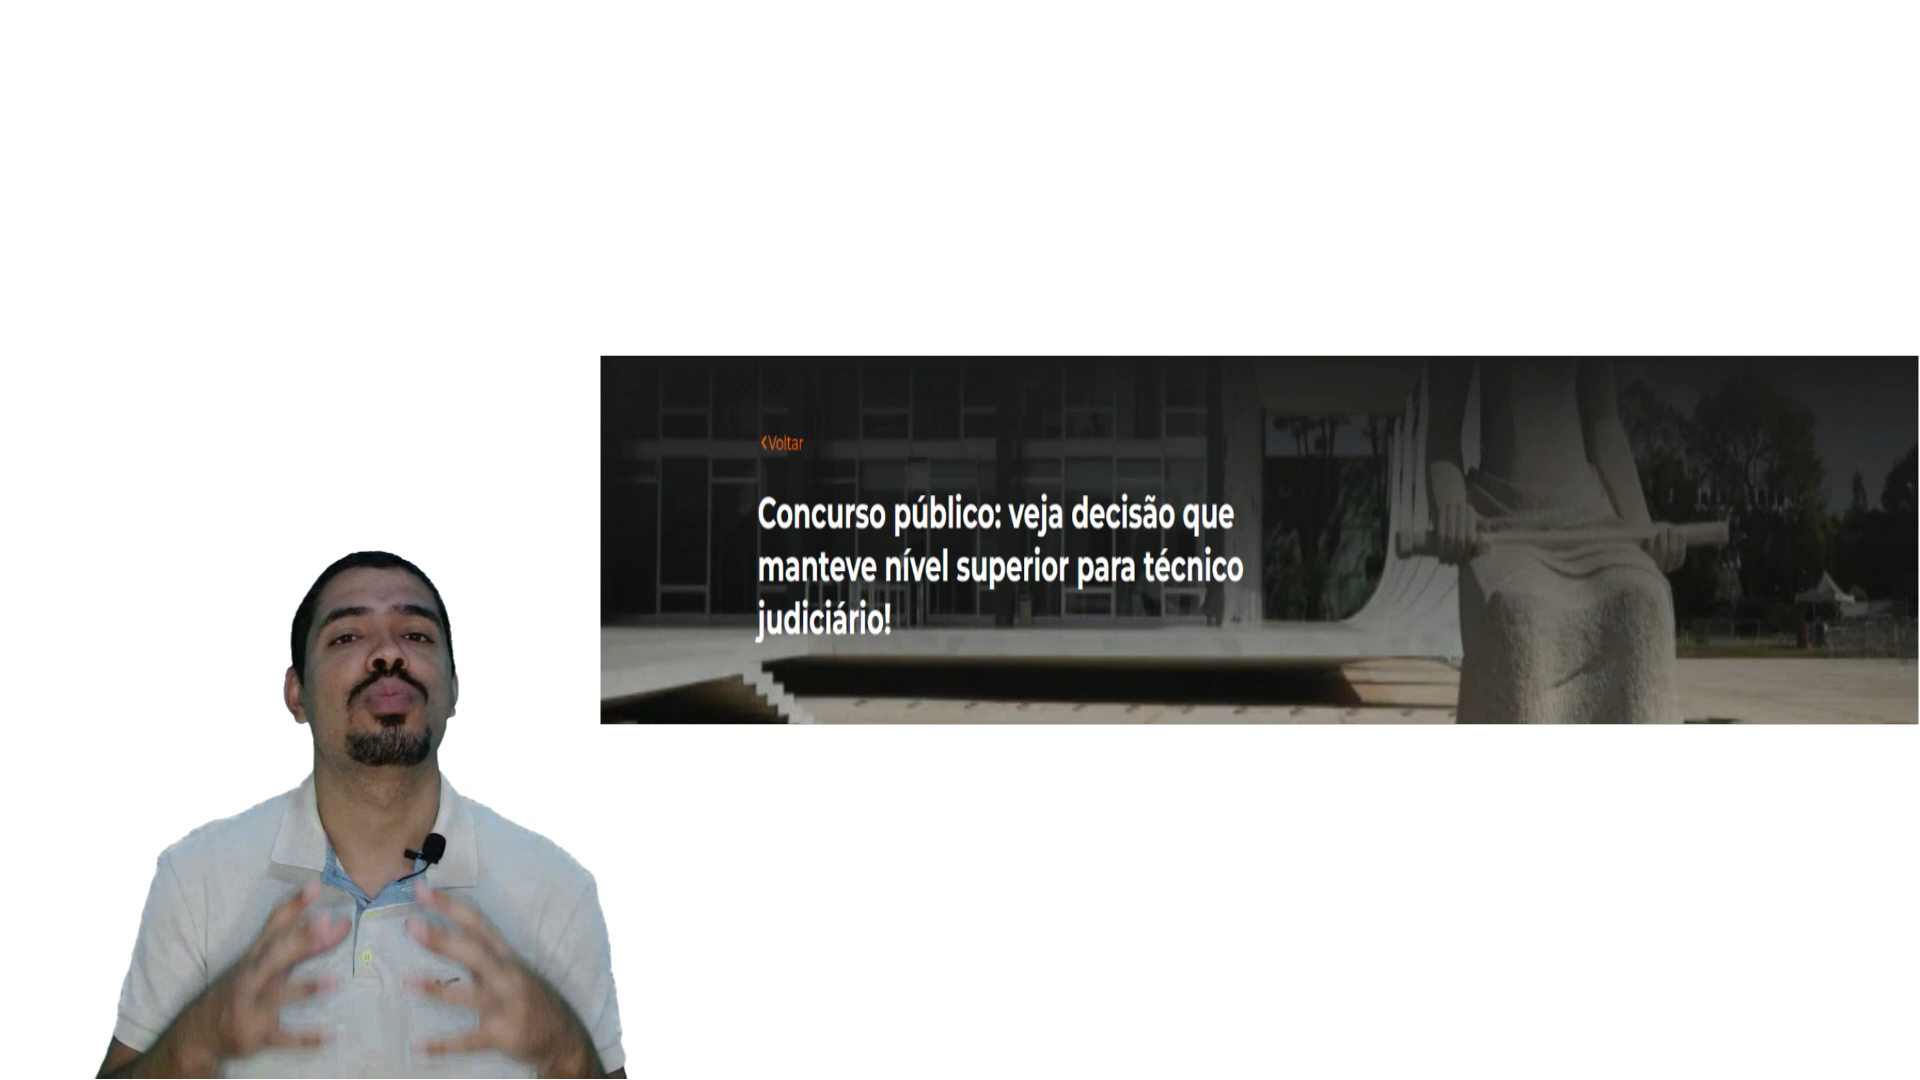 ‹Voltar
Concurso público: veja decisão que
manteve nível superior para técnico
judiciário!